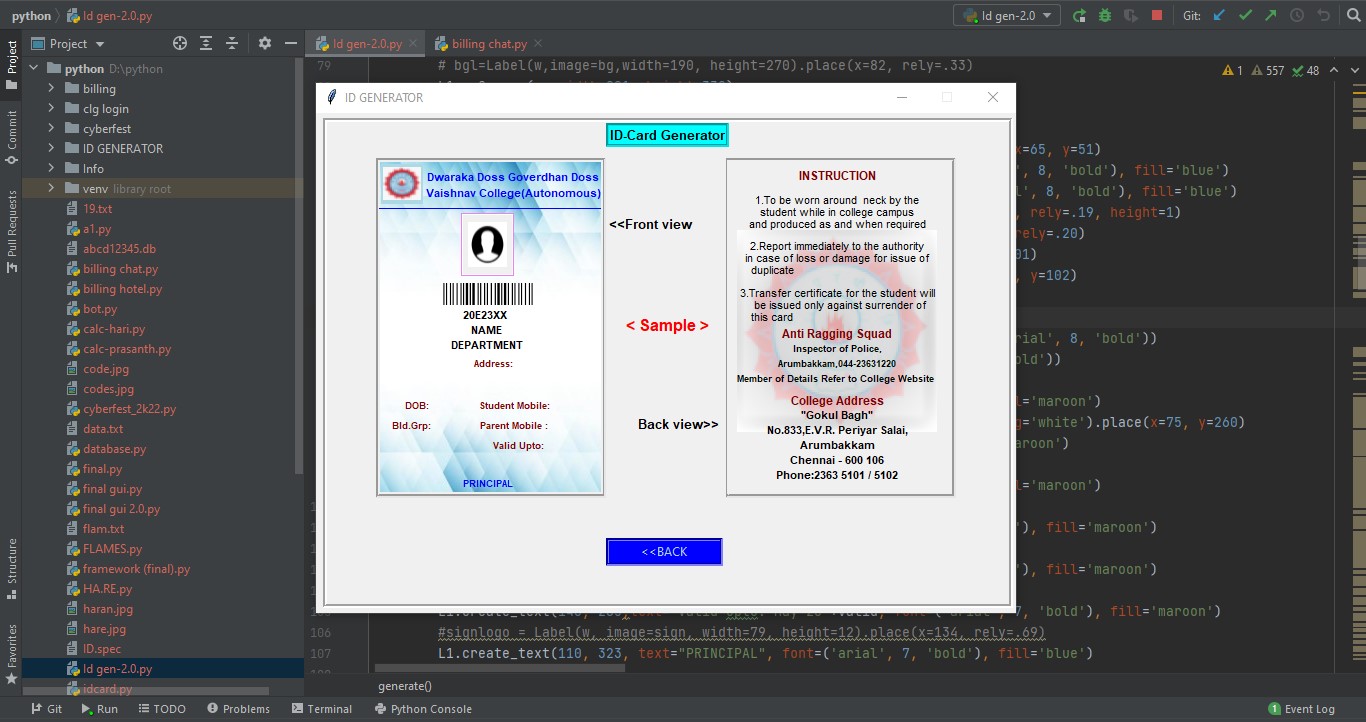 python Id gen-2.0.py Id gen-2.0 Git:
Project
Project
Id gen-2.0.py
billing chat.py
python D:\python
billing
clg login
cyberfest
ID GENERATOR
Info
venv library root
19.txt
a1.py
abcd12345.db
billing chat.py
billing hotel.py
bot.py
calc-hari.py
calc-prasanth.py
code.jpg
codes.jpg
cyberfest_2k22.py
data.txt
database.py
final.py
final gui.py
final gui 2.0.py
flam.txt
FLAMES.py
framework (final).py
HA.RE.py
haran.jpg
hare.jpg
ID.spec
Id gen-2.0.py
idcard.py
Commit
Pull Requests
Structure
Favorites
79 # bgl=Label(w,image=bg,width=190, height=270).place(x=82, rely=.33)
1 557 48
x=65, y=51)
', 8, 'bold'), fill='blue')
l', 8, 'bold'), fill='blue')
, rely=.19, height=1)
rely=.20)
01)
, y=102)
rial', 8, 'bold'))
old'))
l='maroon')
g='white').place(x=75, y=260)
aroon')
l='maroon')
), fill='maroon')
), fill='maroon')
, 'bold'), fill='maroon')
106 #signlogo = Label(w, image=sign, width=79, height=12).place(x=134, rely=.69)
107 L1.create_text(110, 323, text="PRINCIPAL", font=('arial', 7, 'bold'), fill='blue')
generate()
ID GENERATOR
ID-Card Generator
Dwaraka Doss Goverdhan Doss
Vaishnav College(Autonomous)
20E23XX
NAME
DEPARTMENT
Address:
DOB: Student Mobile:
Bld.Grp: Parent Mobile :
Valid Upto:
PRINCIPAL
<<Front view
< Sample >
Back view>>
INSTRUCTION
1.To be worn around neck by the
student while in college campus
and produced as and when required
2.Report immediately to the authority
in case of loss or damage for issue of
duplicate
3.Transfer certificate for the student will
be issued only against surrender of
this card
Anti Ragging Squad
Inspector of Police,
Arumbakkam,044-23631220
Member of Details Refer to College Website
College Address
"Gokul Bagh"
No.833,E.V.R. Periyar Salai,
Arumbakkam
Chennai - 600 106
Phone:2363 5101 / 5102
<<BACK
Git Run TODO Problems Terminal Python Console 1 Event Log